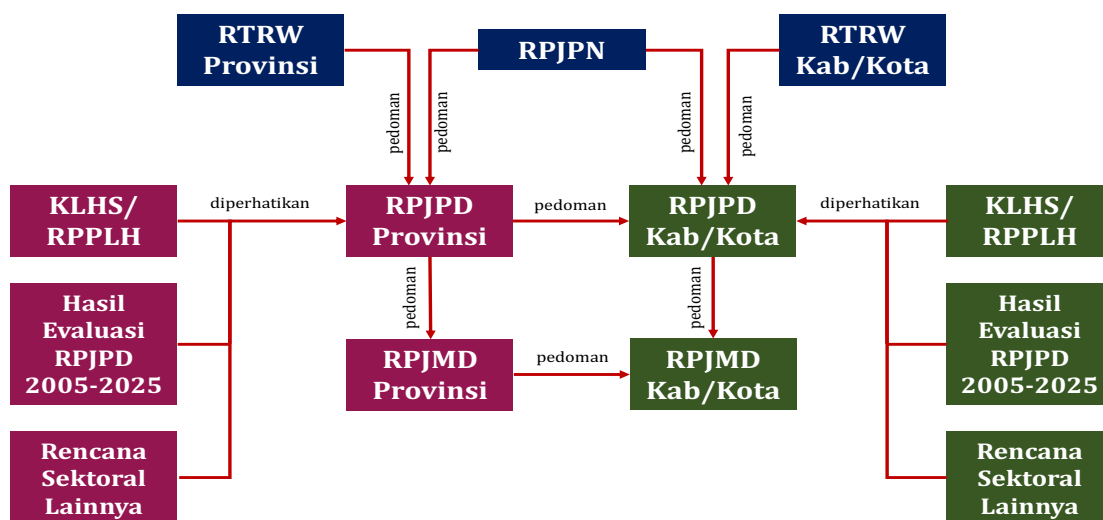 RTRW
Provinsi
RPJPN
RTRW
Kab/Kota
pedoman
pedoman
pedoman
pedoman
KLHS/
RPPLH
diperhatikan
RPJPD
Provinsi
pedoman
RPJPD
Kab/Kota
diperhatikan
KLHS/
RPPLH
pedoman
pedoman
Hasil
Evaluasi
RPJPD
2005-2025
RPJMD
Provinsi
pedoman
RPJMD
Kab/Kota
Hasil
Evaluasi
RPJPD
2005-2025
Rencana
Sektoral
Lainnya
Rencana
Sektoral
Lainnya